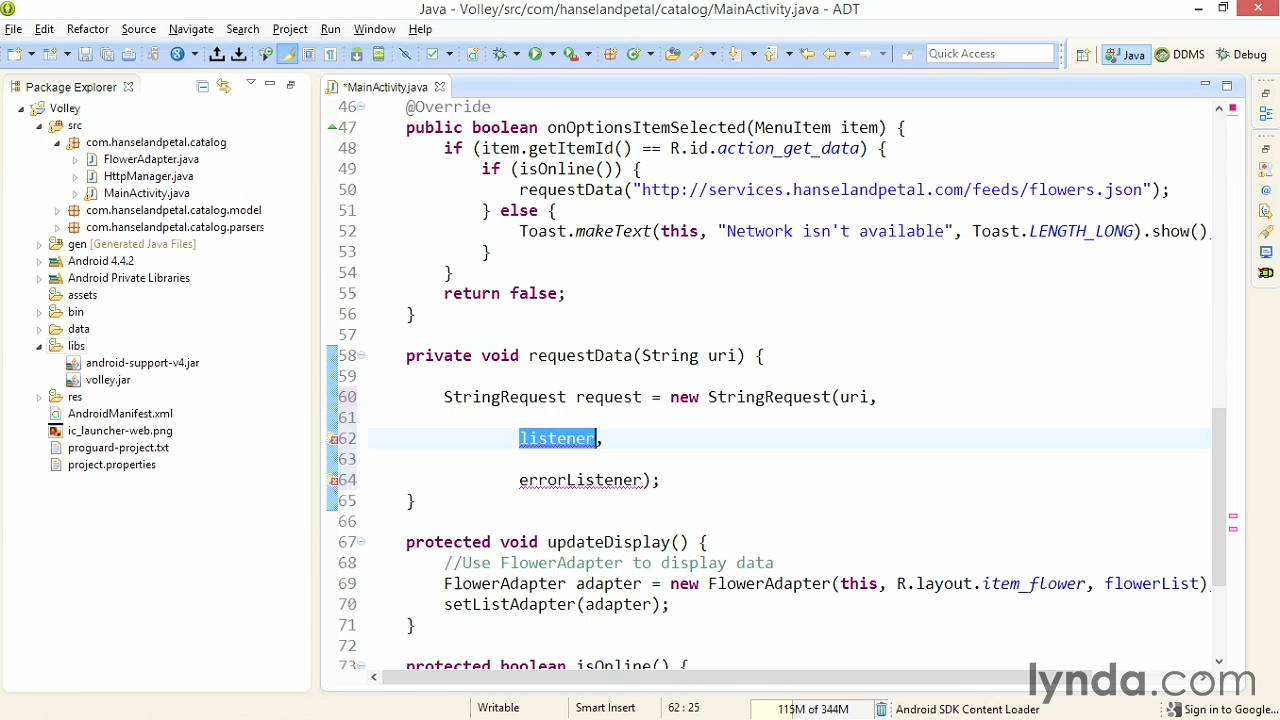 Java - Volley/src/com/hanselandpetal/catalog/MainActivity.java - ADT
File Edit Refactor Source Navigate Search Project Run Window Help
Quick Access
Java
DDMS
Debug
Package Explorer
Volley
src
com.hanselandpetal.catalog
FlowerAdapter.java
HttpManager.java
MainActivity.java
com.hanselandpetal.catalog.model
com.hanselandpetal.catalog.parsers
gen [Generated Java Files]
Android 4.4.2
Android Private Libraries
assets
bin
data
libs
android-support-v4.jar
volley.jar
res
AndroidManifest.xml
ic_launcher-web.png
proguard-project.txt
project.properties
*MainActivity.java
46 @Override
47 public boolean onOptionsItemSelected(MenuItem item) {
48 if (item.getItemId() == R.id.action_get_data) {
49 if (isOnline()) {
50 requestData("http://services.hanselandpetal.com/feeds/flowers.json");
51 } else {
52 Toast.makeText(this, "Network isn't available", Toast.LENGTH_LONG).show()
53 }
54 }
55 return false;
56 }
57
58 private void requestData(String uri) {
59
60 StringRequest request = new StringRequest(uri,
61
62 listener,
63
64 errorListener);
65 }
66
67 protected void updateDisplay() {
68 //Use FlowerAdapter to display data
69 FlowerAdapter adapter = new FlowerAdapter(this, R.layout.item_flower, flowerList)
70 setListAdapter(adapter);
71 }
72
73 protected boolean isOnline() {
lynda.com
Writable
Smart Insert
62 : 25
115M of 344M
Android SDK Content Loader
Sign in to Google...